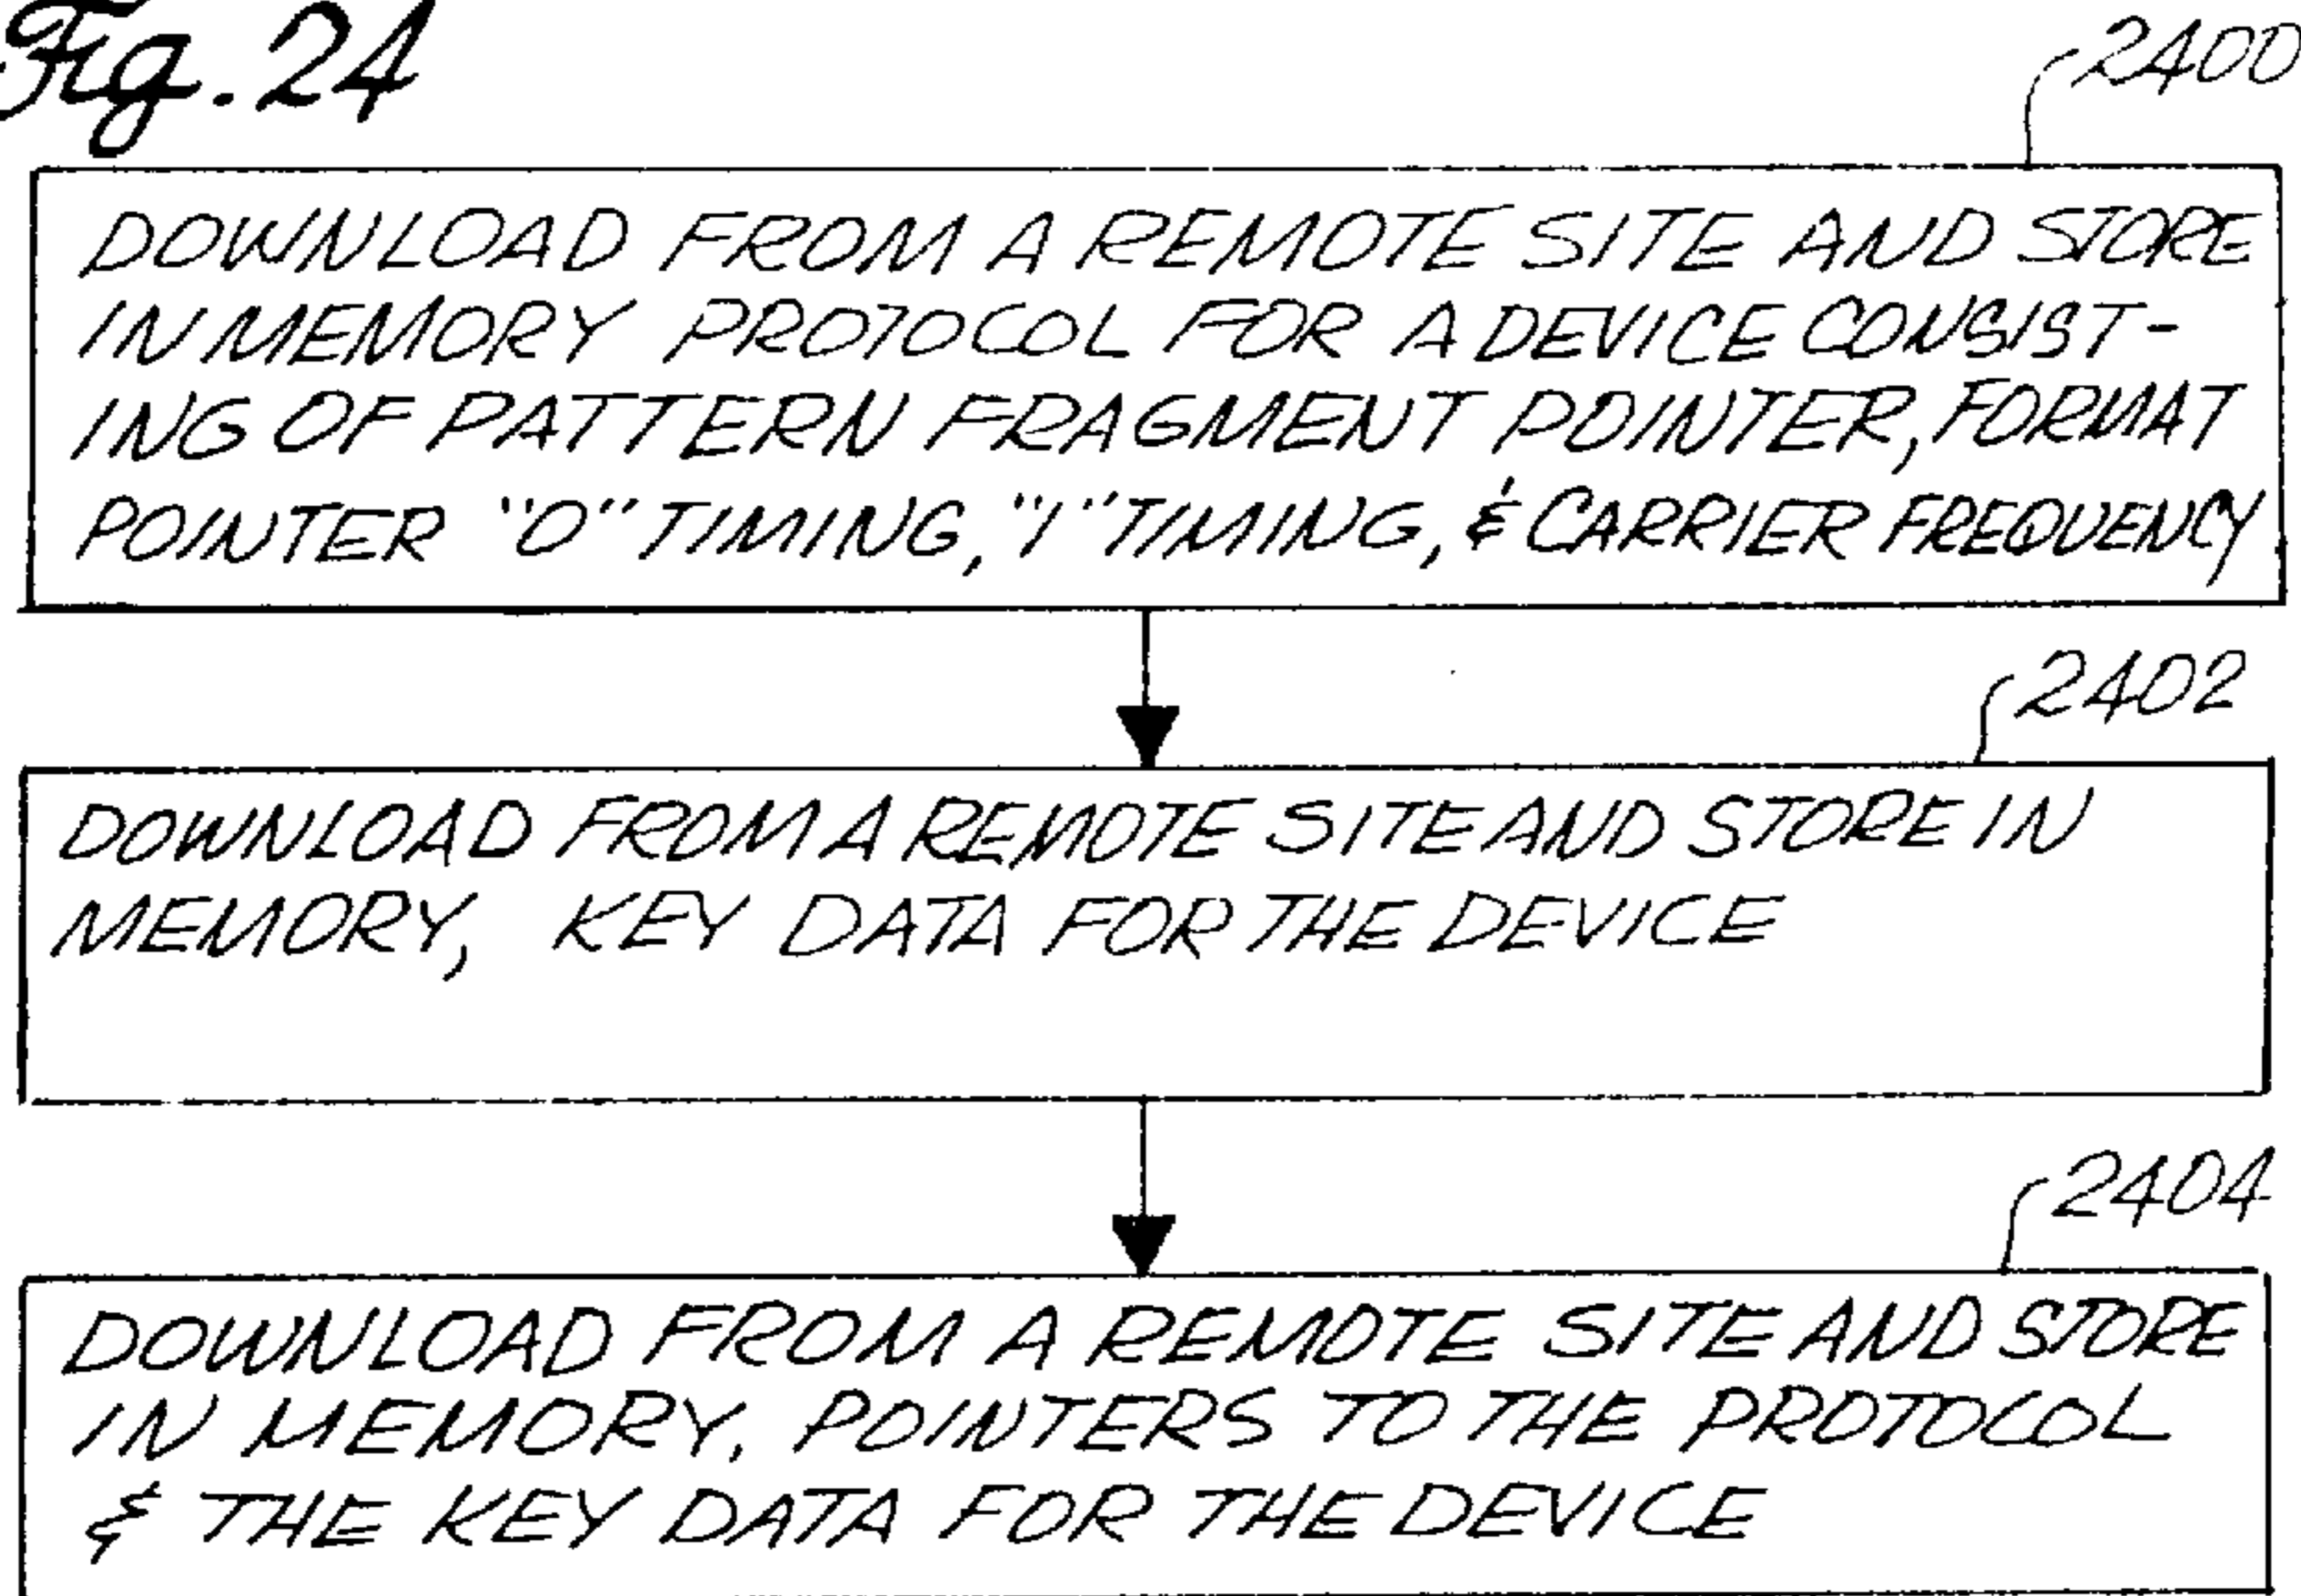 Fig. 24
2400
DOWNLOAD FROM A REMOTE SITE AND STORE
IN MEMORY PROTOCOL FOR A DEVICE CONSIST-
ING OF PATTERN FRAGMENT POINTER, FORMAT
POINTER "0" TIMING, "1" TIMING, & CARRIER FREQUENCY
2402
DOWNLOAD FROM A REMOTE SITE AND STORE IN
MEMORY, KEY DATA FOR THE DEVICE
2404
DOWNLOAD FROM A REMOTE SITE AND STORE
IN MEMORY, POINTERS TO THE PROTOCOL
& THE KEY DATA FOR THE DEVICE